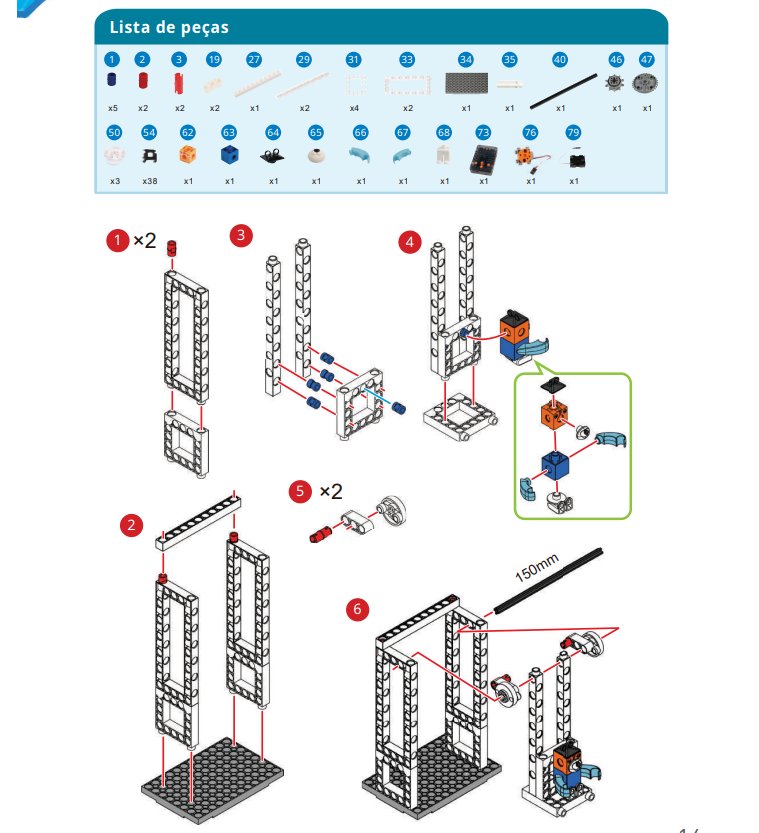 Lista de peças
1 2 3 19 27 29 31 33 34 35 40 46 47
x5 x2 x2 x2 x1 x2 x4 x2 x1 x1 x1 x1 x1
50 54 62 63 64 65 66 67 68 73 76 79
x3 x38 x1 x1 x1 x1 x1 x1 x1 x1 x1 x1
1 ×2
3
4
5 ×2
2
150mm
6